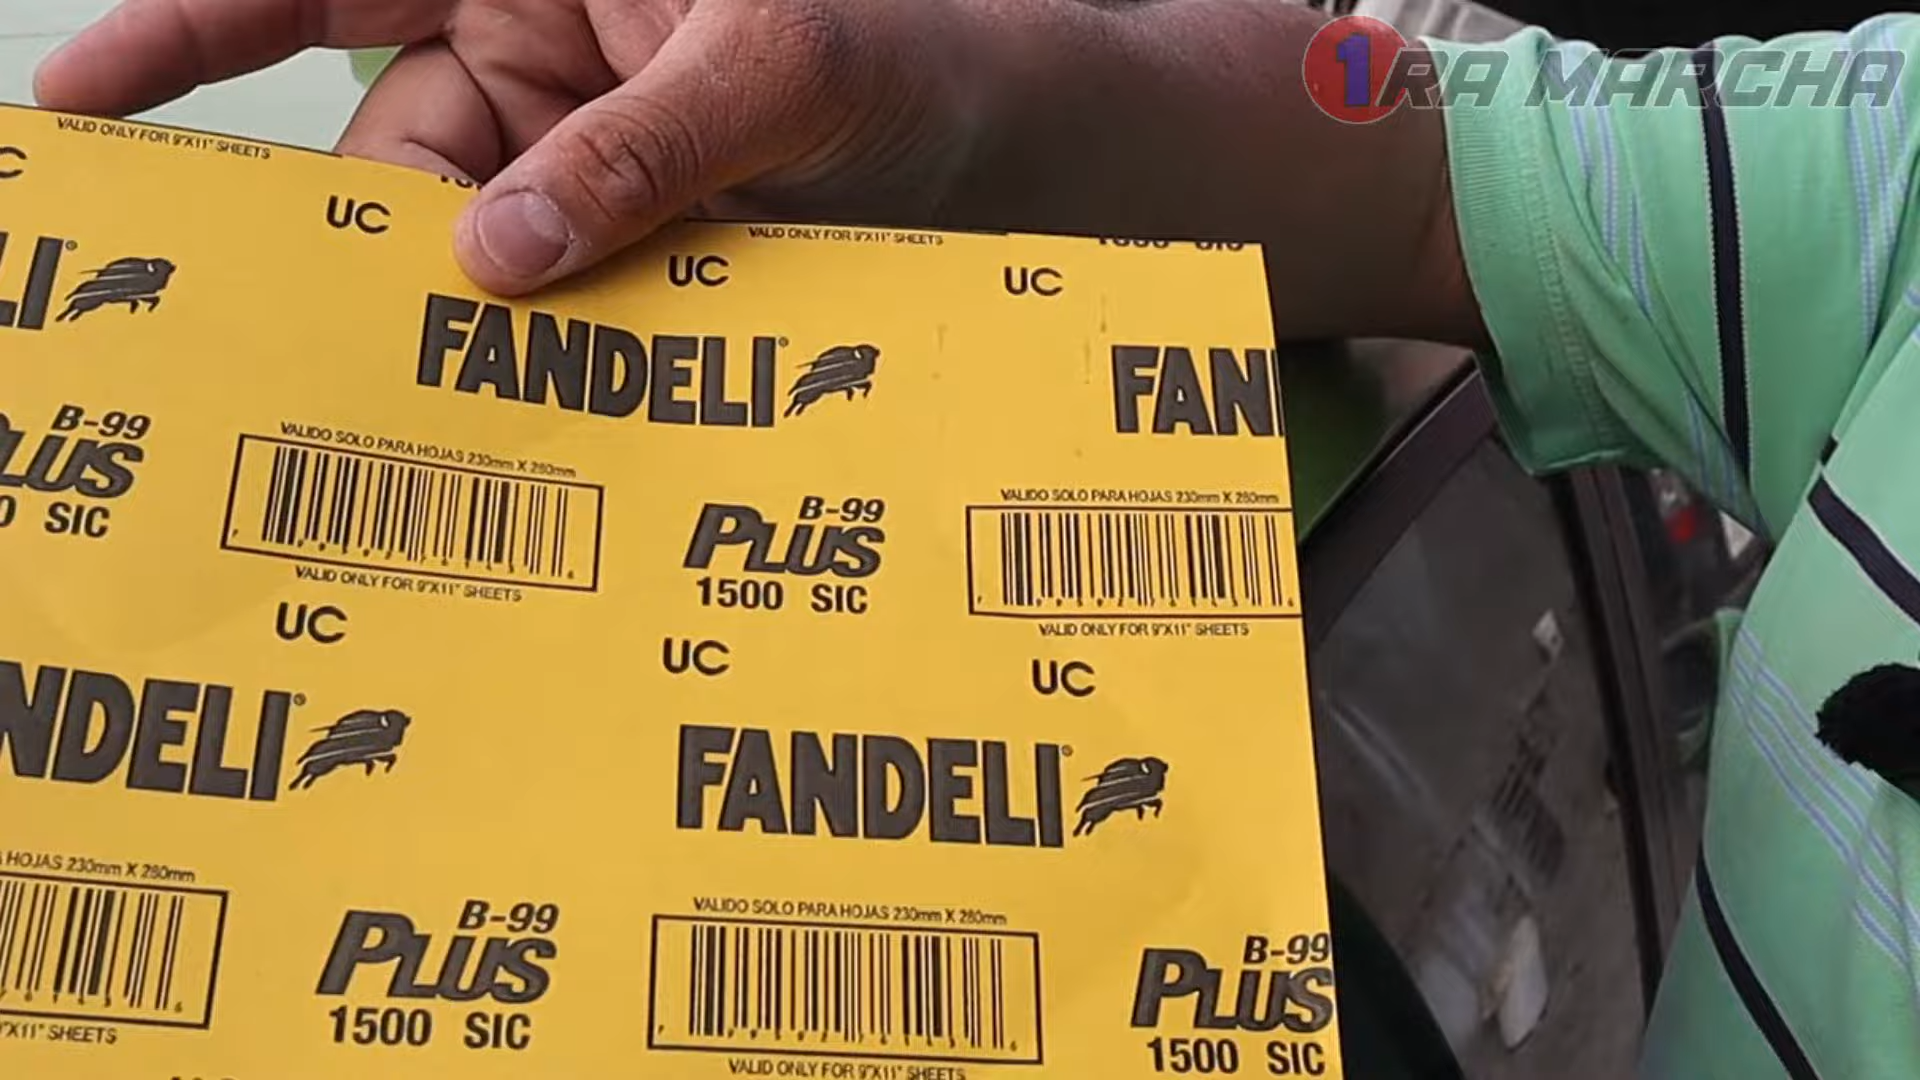 1RA MARCHA
VALID ONLY FOR 9"X11" SHEETS
UC
VALID ONLY FOR 9"X11" SHEETS
1500 SIC
UC
UC
LI
FANDELI
FAN
B-99
PLUS
SIC
VALIDO SOLO PARA HOJAS 230mm X 280mm
VALID ONLY FOR 9"X11" SHEETS
B-99
PLUS
1500 SIC
VALIDO SOLO PARA HOJAS 230mm X 280mm
VALID ONLY FOR 9"X11" SHEETS
UC
UC
UC
NDELI
FANDELI
HOJAS 230mm X 280mm
"X11" SHEETS
B-99
PLUS
1500 SIC
VALIDO SOLO PARA HOJAS 230mm X 280mm
VALID ONLY FOR 9"X11" SHEETS
B-99
PLUS
1500 SIC